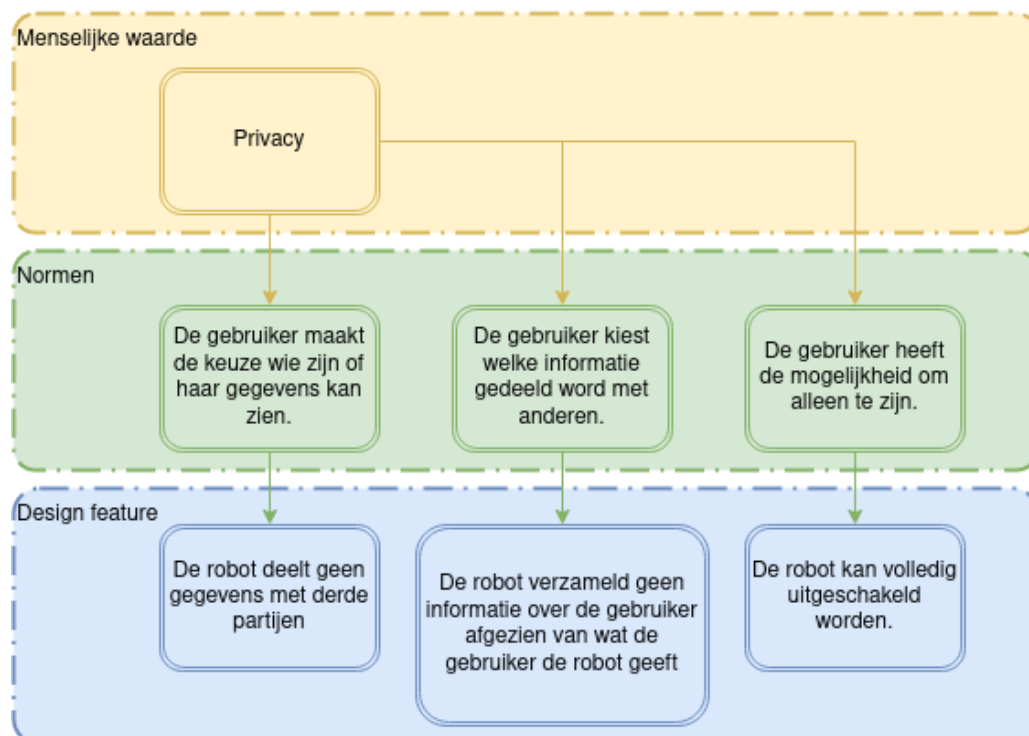 Menselijke waarde
Privacy
Normen
De gebruiker maakt
de keuze wie zijn of
haar gegevens kan
zien.
De gebruiker kiest
welke informatie
gedeeld word met
anderen.
De gebruiker heeft
de mogelijkheid om
alleen te zijn.
Design feature
De robot deelt geen
gegevens met derde
partijen
De robot verzameld geen
informatie over de gebruiker
afgezien van wat de
gebruiker de robot geeft
De robot kan volledig
uitgeschakeld
worden.